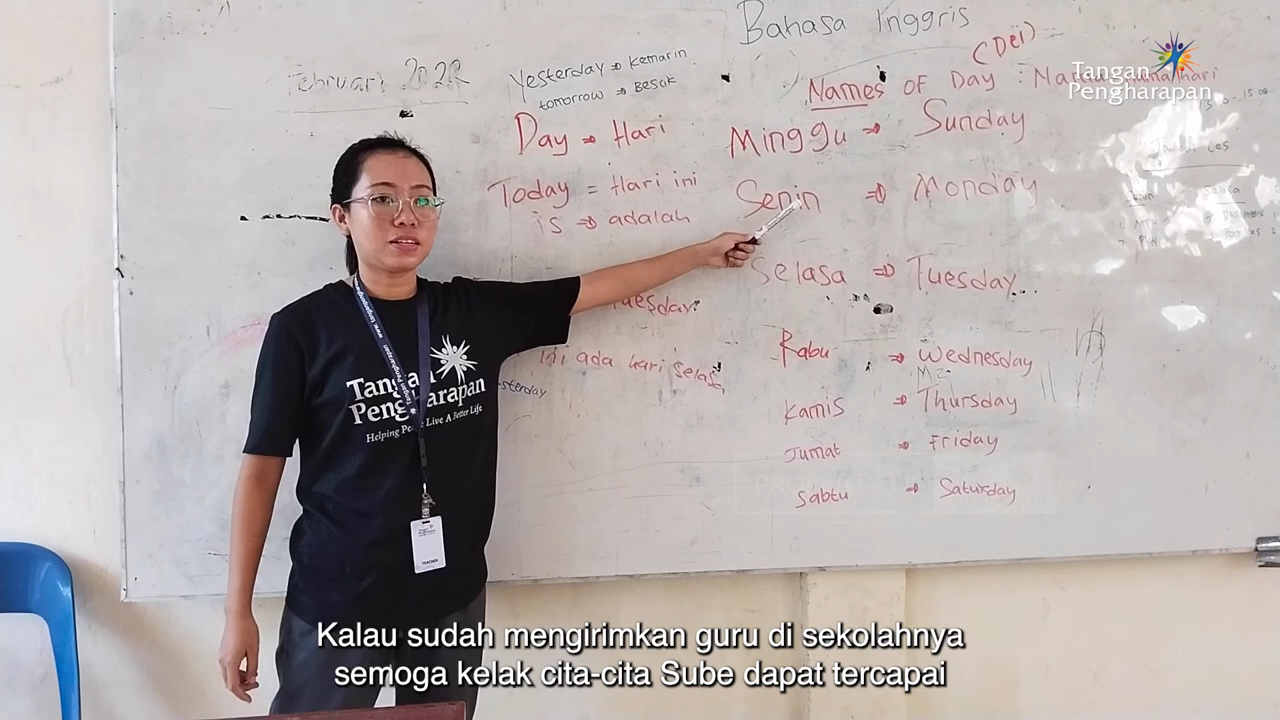 Bahasa Inggris
Februari 2022
Yesterday ⇒ Kemarin
tomorrow ⇒ Besok
(Dei)
Names OF Day :
hari
Tangan
Pengharapan
Day ⇒ Hari
Minggu ⇒ Sunday
Today = Hari ini
Senin ⇒ Monday
is ⇒ adalah
Selasa ⇒ Tuesday
Tuesday
Rabu ⇒ Wednesday
ini ada hari selasa
Kamis ⇒ Thursday
Jumat ⇒ Friday
Sabtu ⇒ Saturday
Tangan
Pengharapan
Helping People Live A Better Life
TEACHER
Kalau sudah mengirimkan guru di sekolahnya
semoga kelak cita-cita Sube dapat tercapai